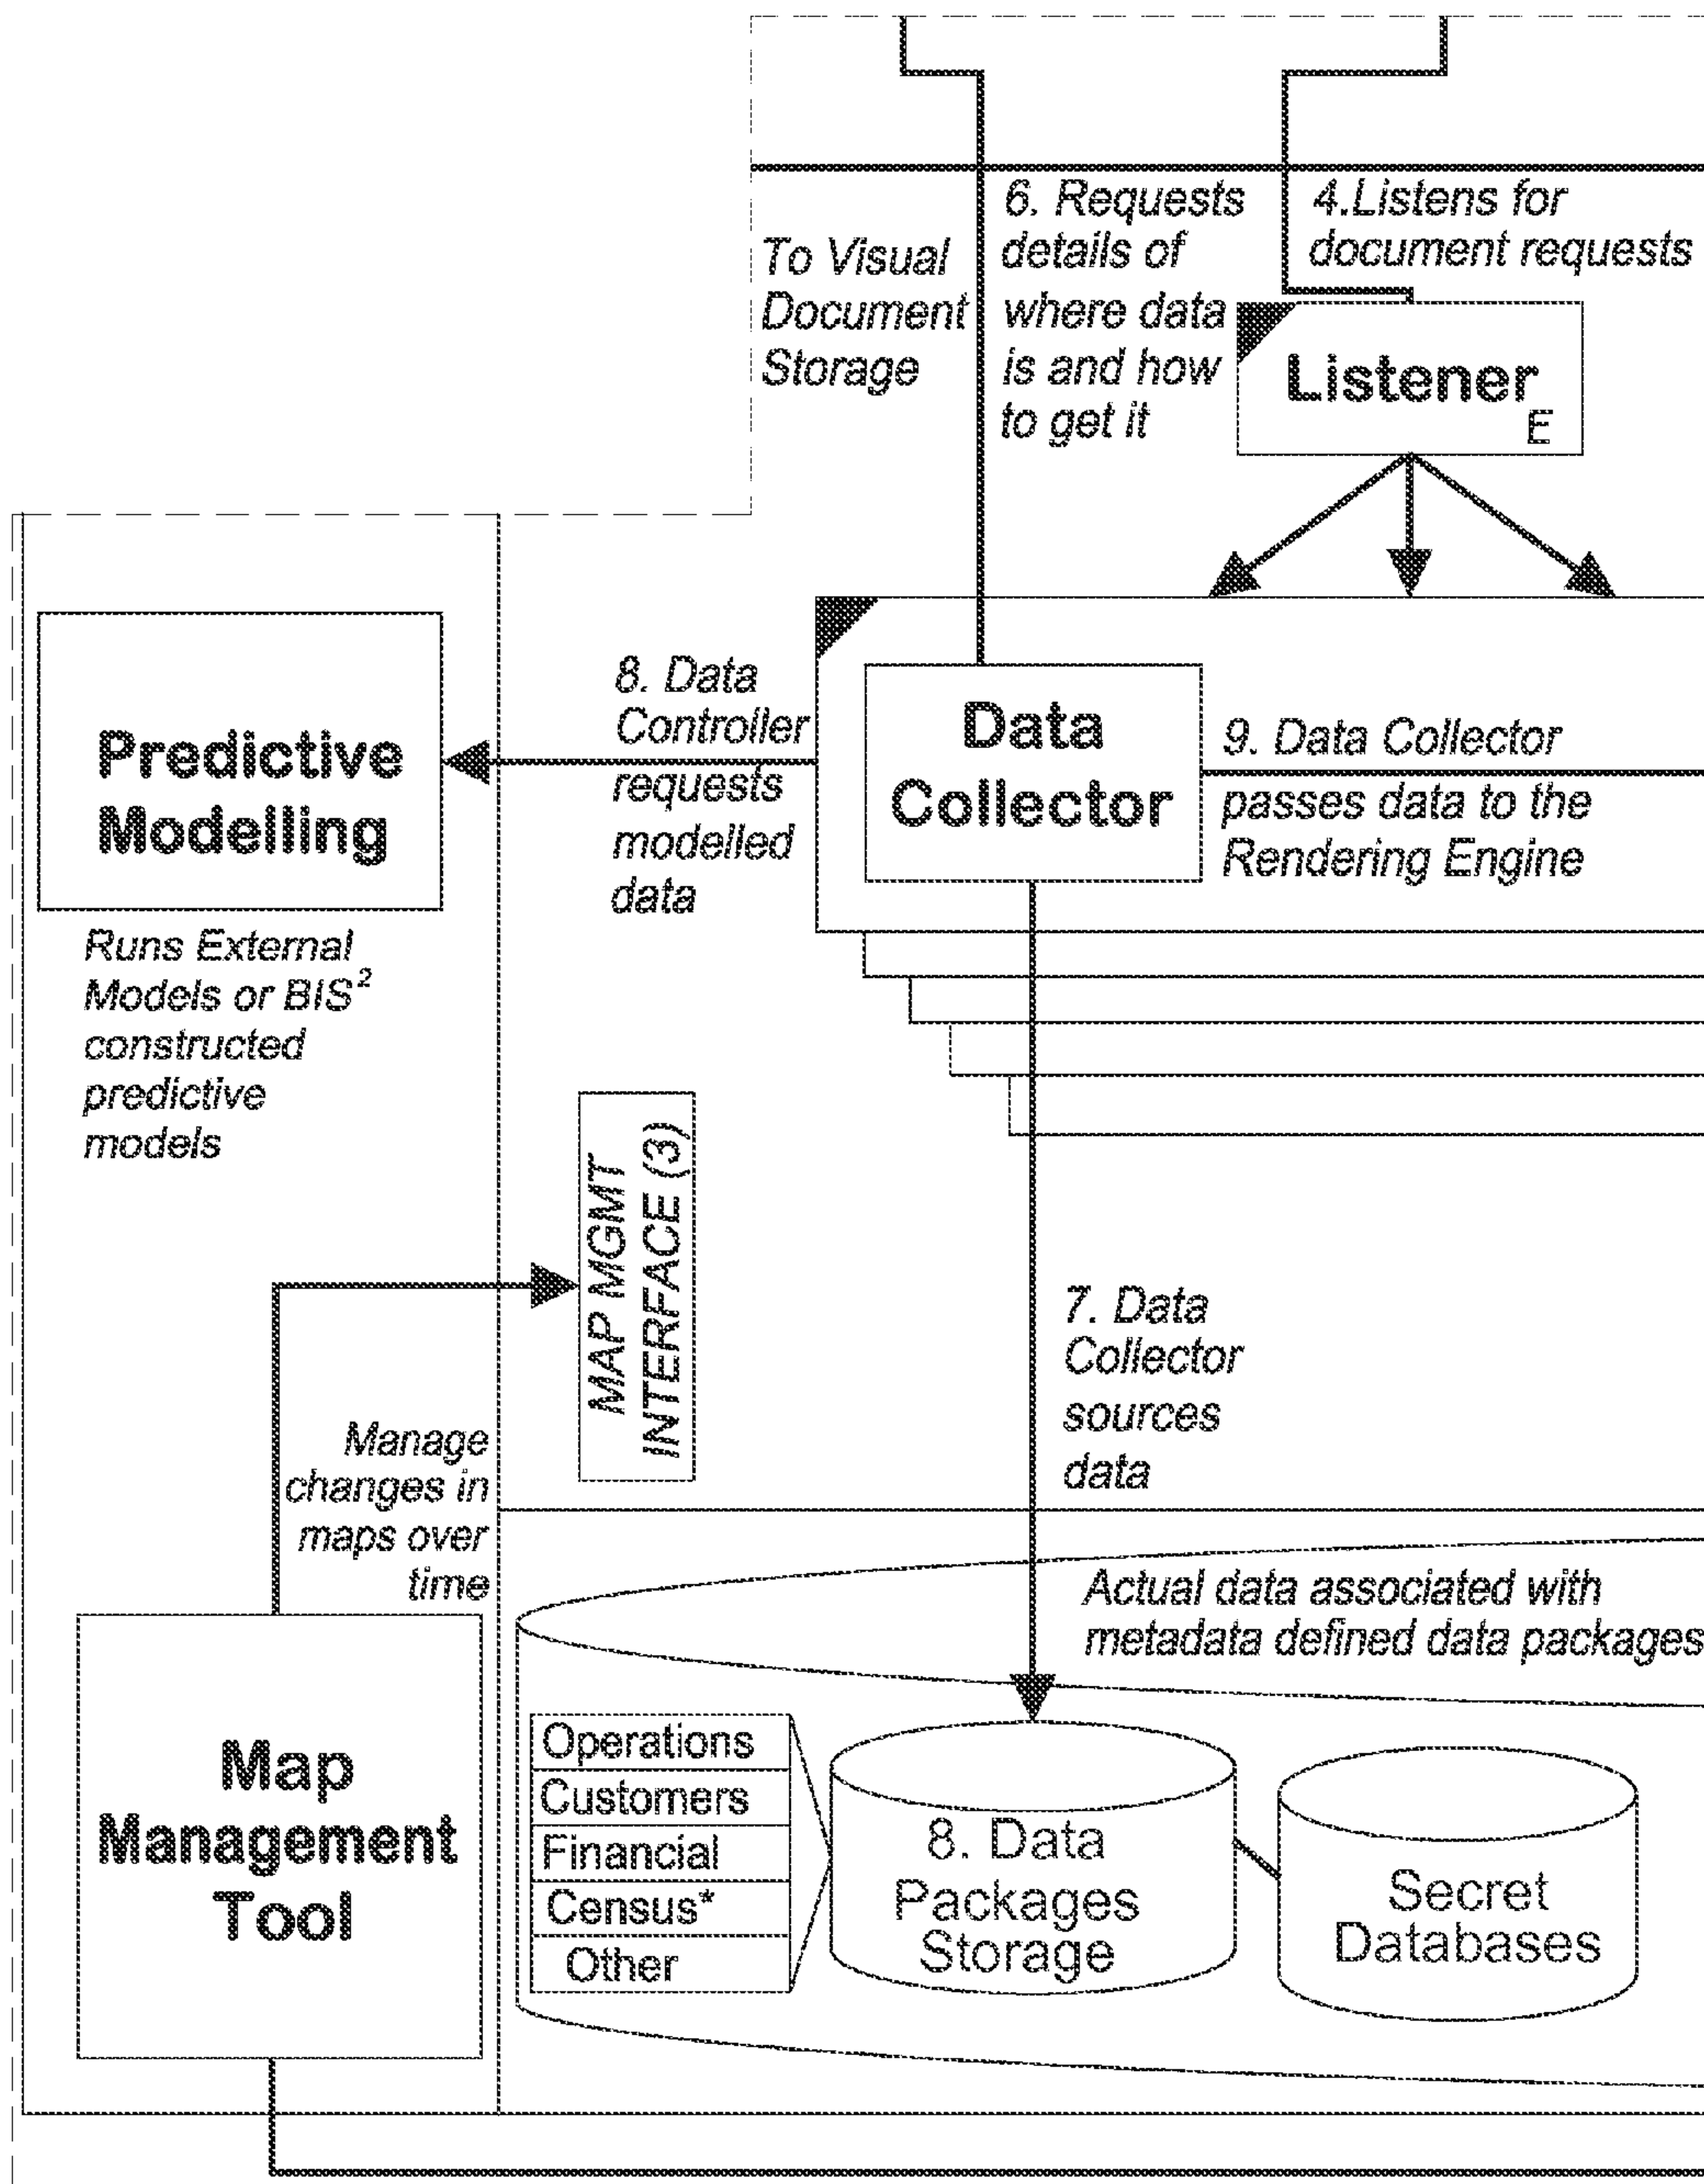 To Visual
Document
Storage
6. Requests
details of
where data
is and how
to get it
4.Listens for
document requests
Listener
E
Predictive
Modelling
8. Data
Controller
requests
modelled
data
Data
Collector
9. Data Collector
passes data to the
Rendering Engine
Runs External
Models or BIS²
constructed
predictive
models
MAP MGMT
INTERFACE (3)
7. Data
Collector
sources
data
Manage
changes in
maps over
time
Actual data associated with
metadata defined data packages
Map
Management
Tool
Operations
Customers
Financial
Census*
Other
8. Data
Packages
Storage
Secret
Databases